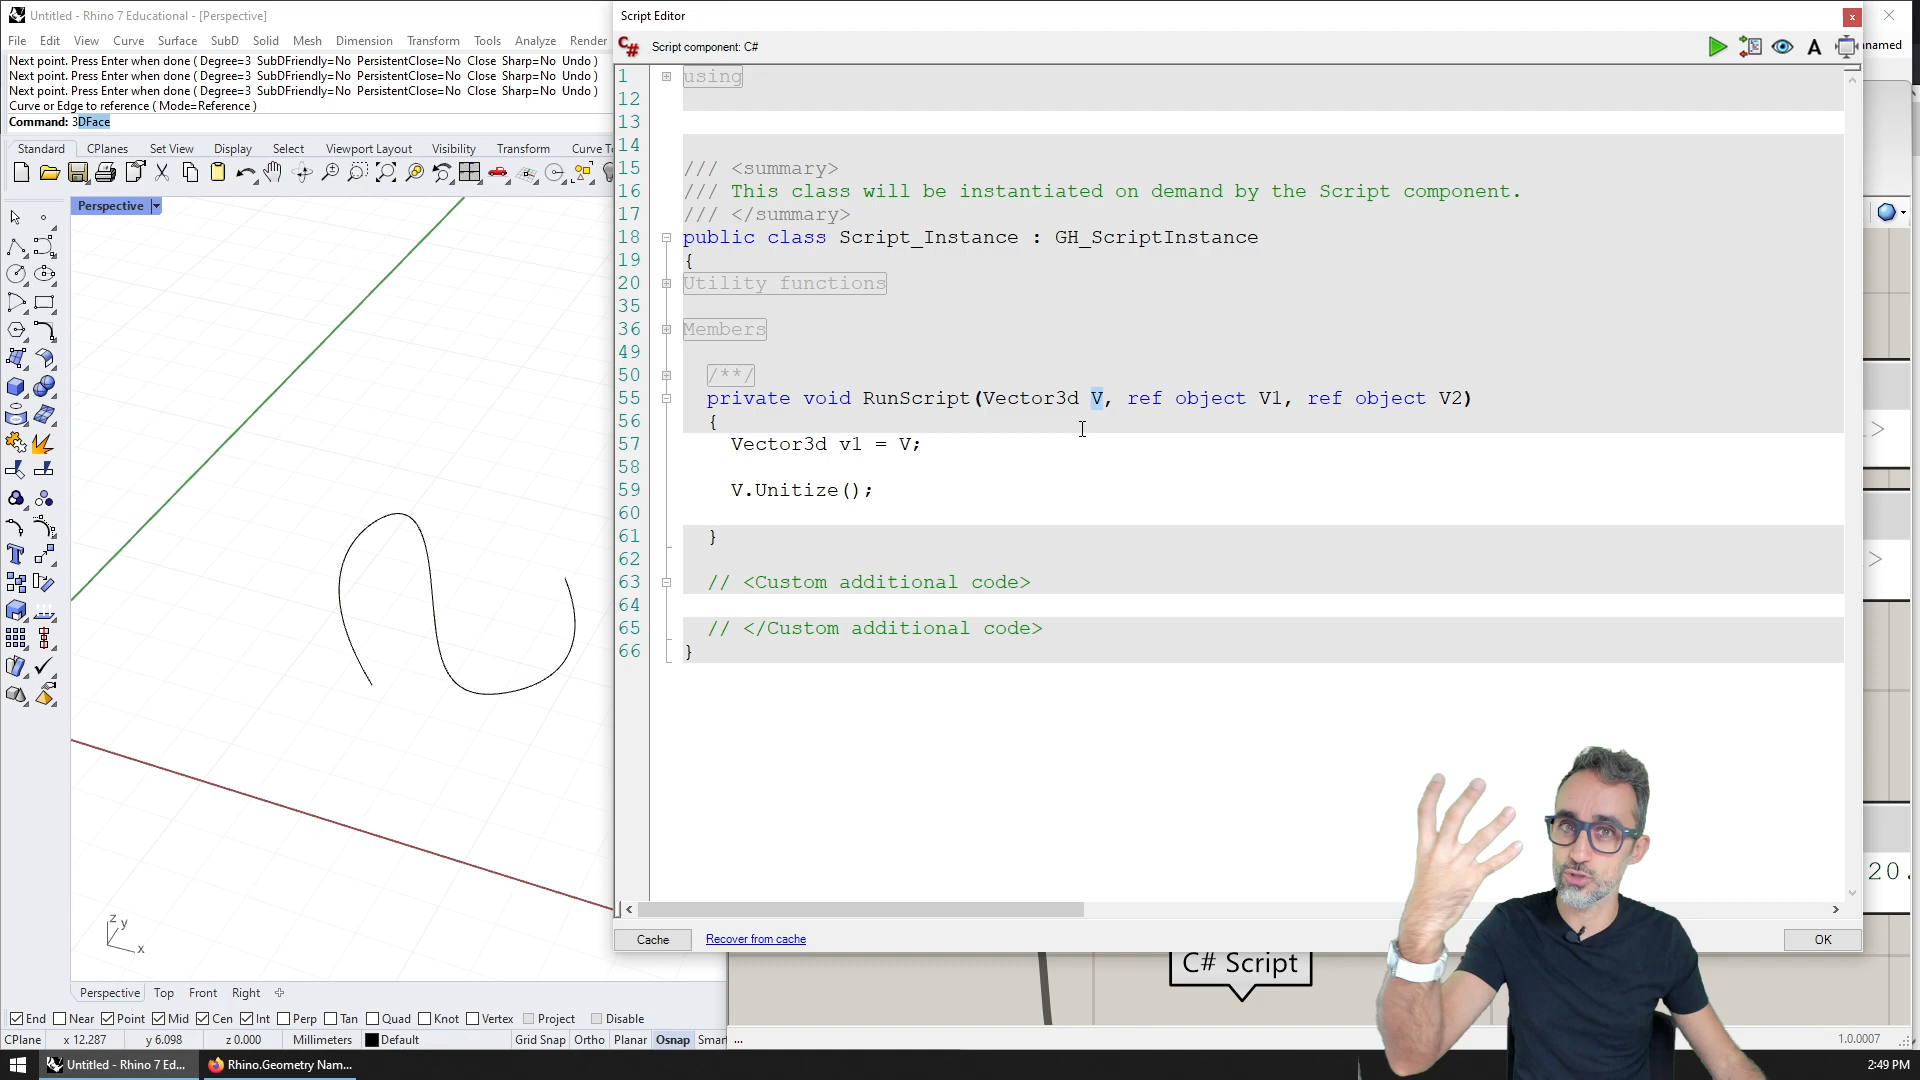 Untitled - Rhino 7 Educational - [Perspective]
File Edit View Curve Surface SubD Solid Mesh Dimension Transform Tools Analyze Render
Next point. Press Enter when done ( Degree=3 SubDFriendly=No PersistentClose=No Close Sharp=No Undo )
Next point. Press Enter when done ( Degree=3 SubDFriendly=No PersistentClose=No Close Sharp=No Undo )
Next point. Press Enter when done ( Degree=3 SubDFriendly=No PersistentClose=No Close Sharp=No Undo )
Curve or Edge to reference ( Mode=Reference )
Command: 3DFace
Standard CPlanes Set View Display Select Viewport Layout Visibility Transform Curve To
Perspective
z y
x
Perspective Top Front Right
End Near Point Mid Cen Int Perp Tan Quad Knot Vertex Project Disable
CPlane x 12.287 y 6.098 z 0.000 Millimeters Default Grid Snap Ortho Planar Osnap Smar ...
Untitled - Rhino 7 Ed... Rhino.Geometry Nam...
Script Editor
x
C# Script component: C#
A
named
1 using
12
13
14
15 /// <summary>
16 /// This class will be instantiated on demand by the Script component.
17 /// </summary>
18 public class Script_Instance : GH_ScriptInstance
19 {
20 Utility functions
35
36 Members
49
50 /**/
55 private void RunScript(Vector3d V, ref object V1, ref object V2)
56 {
57 Vector3d v1 = V;
58
59 V.Unitize();
60
61 }
62
63 // <Custom additional code>
64
65 // </Custom additional code>
66 }
Cache Recover from cache OK
C# Script
20.
1.0.0007
2:49 PM